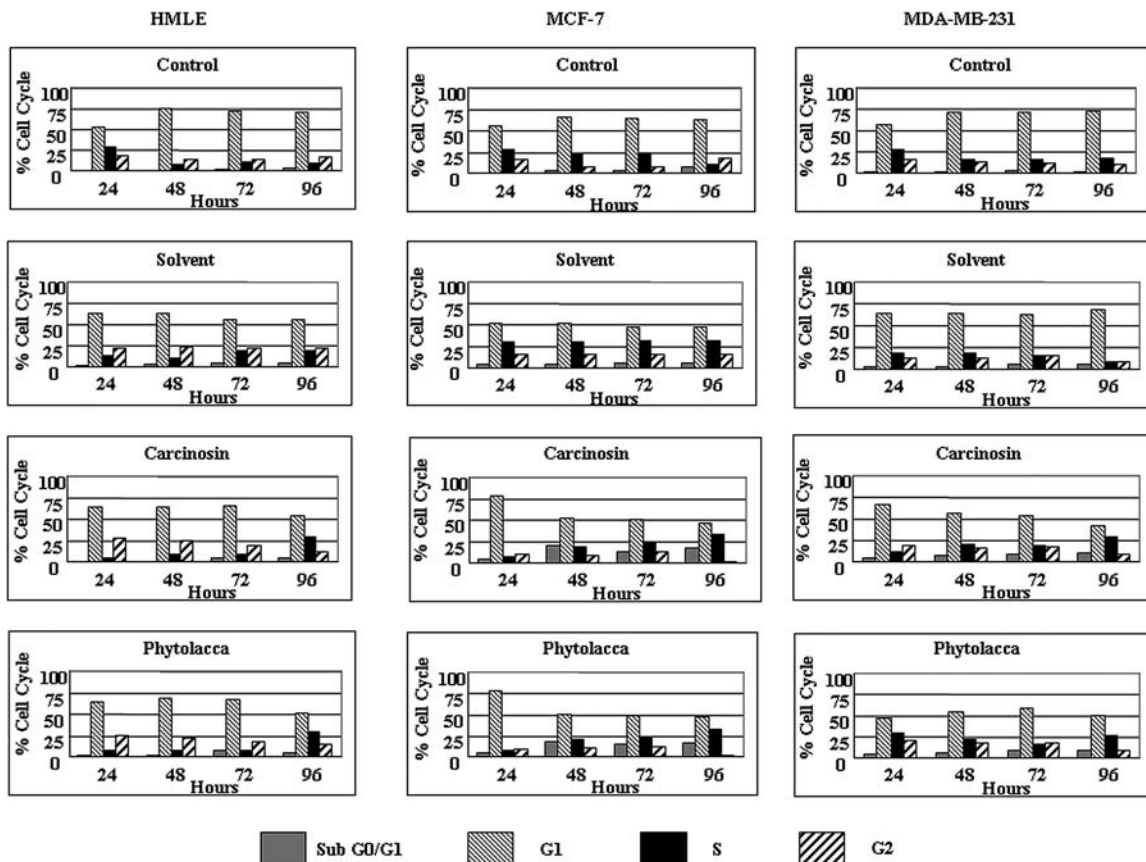 HMLE MCF-7 MDA-MB-231
Control
% Cell Cycle
100
75
50
25
0
24 48 72 96
Hours
Control
% Cell Cycle
100
75
50
25
0
24 48 72 96
Hours
Control
% Cell Cycle
100
75
50
25
0
24 48 72 96
Hours
Solvent
% Cell Cycle
100
75
50
25
0
24 48 72 96
Hours
Solvent
% Cell Cycle
100
75
50
25
0
24 48 72 96
Hours
Solvent
% Cell Cycle
100
75
50
25
0
24 48 72 96
Hours
Carcinosin
% Cell Cycle
100
75
50
25
0
24 48 72 96
Hours
Carcinosin
% Cell Cycle
100
75
50
25
0
24 48 72 96
Hours
Carcinosin
% Cell Cycle
100
75
50
25
0
24 48 72 96
Hours
Phytolacca
% Cell Cycle
100
75
50
25
0
24 48 72 96
Hours
Phytolacca
% Cell Cycle
100
75
50
25
0
24 48 72 96
Hours
Phytolacca
% Cell Cycle
100
75
50
25
0
24 48 72 96
Hours
Sub G0/G1 G1 S G2